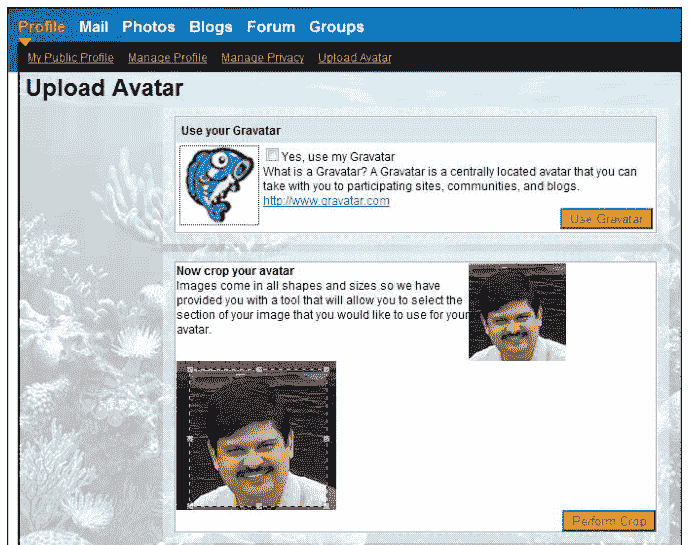 Profile Mail Photos Blogs Forum Groups
My Public Profile Manage Profile Manage Privacy Upload Avatar
Upload Avatar
Use your Gravatar
Yes, use my Gravatar
What is a Gravatar? A Gravatar is a centrally located avatar that you can
take with you to participating sites, communities, and blogs.
http://www.gravatar.com
Use Gravatar
Now crop your avatar
Images come in all shapes and sizes so we have
provided you with a tool that will allow you to select the
section of your image that you would like to use for your
avatar.
Perform Crop